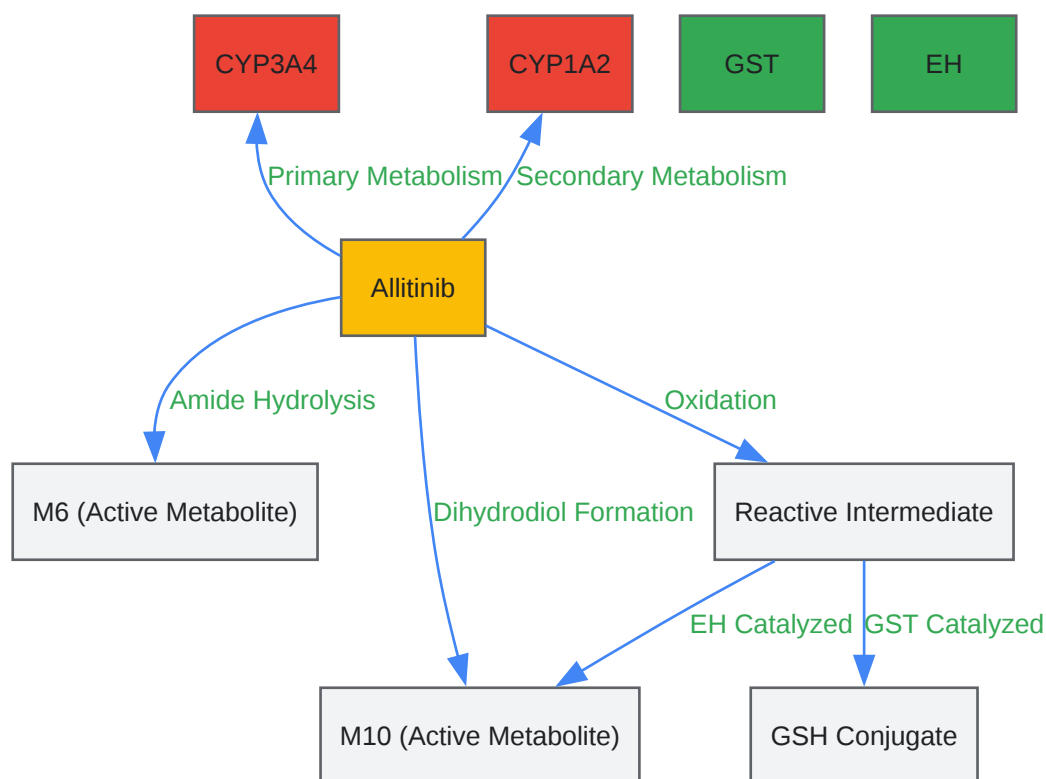 CYP3A4
CYP1A2
GST
EH
Primary Metabolism
Secondary Metabolism
Allitinib
Amide Hydrolysis
Oxidation
M6 (Active Metabolite)
Dihydrodiol Formation
Reactive Intermediate
EH Catalyzed
GST Catalyzed
M10 (Active Metabolite)
GSH Conjugate